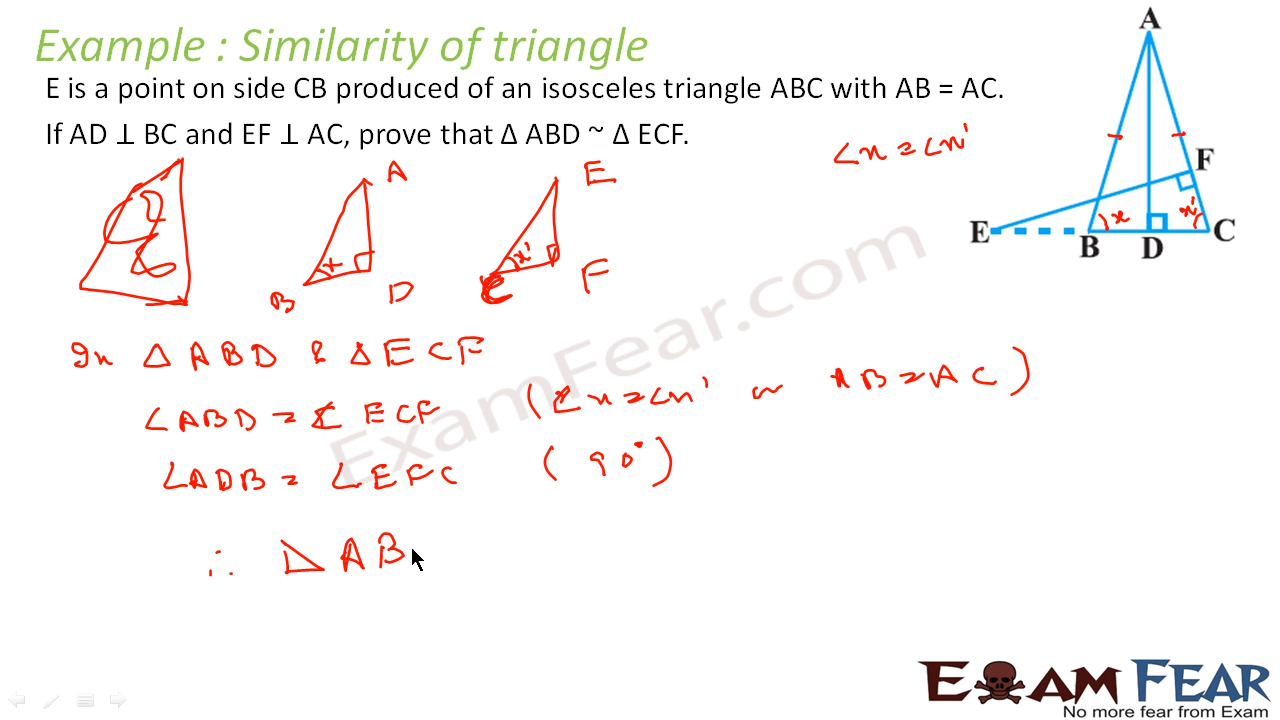 Example : Similarity of triangle
E is a point on side CB produced of an isosceles triangle ABC with AB = AC.
If AD ⊥ BC and EF ⊥ AC, prove that Δ ABD ~ Δ ECF.
∠x = ∠x'
A
F
E
B
D
C
x
x'
A
B
D
x
E
C
F
x'
In Δ ABD & Δ ECF
∠ABD = ∠ECF (∠x = ∠x' AB = AC)
∠ADB = ∠EFC (90°)
∴ Δ AB
ExamFear.com
EXAM FEAR
No more fear from Exam